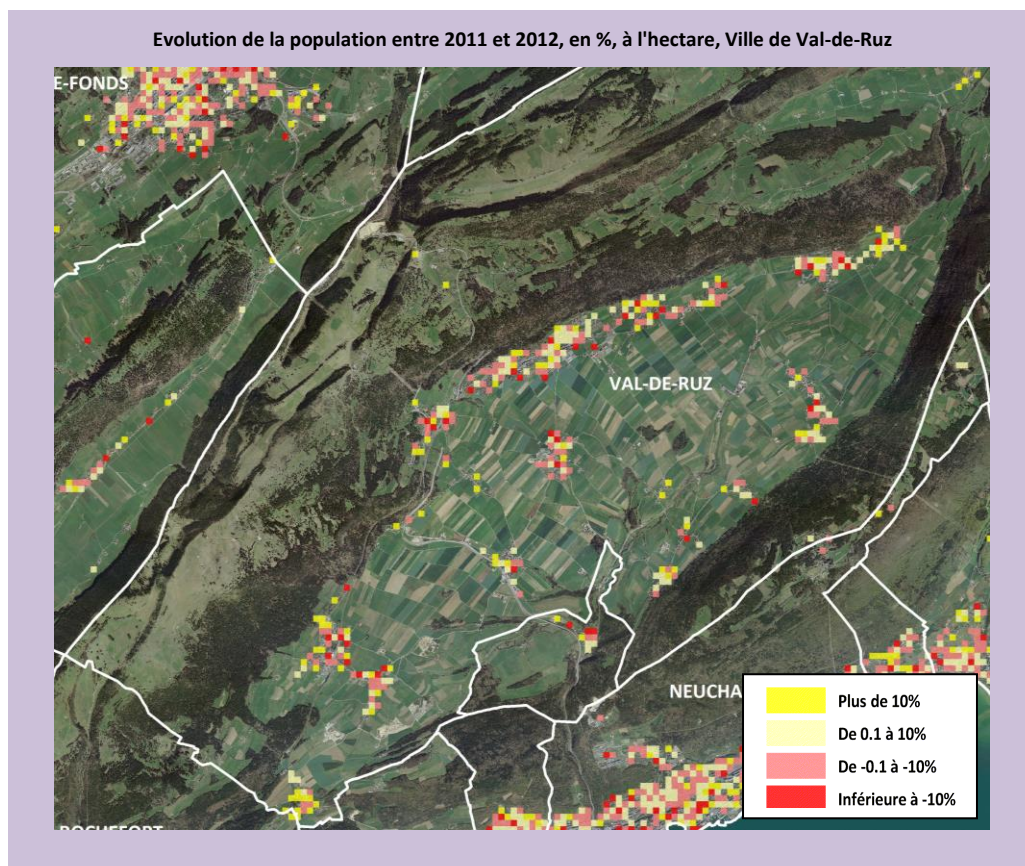 Evolution de la population entre 2011 et 2012, en %, à l'hectare, Ville de Val-de-Ruz
E-FONDS
VAL-DE-RUZ
NEUCHA
Plus de 10%
De 0.1 à 10%
De -0.1 à -10%
Inférieure à -10%
ROCHEFORT